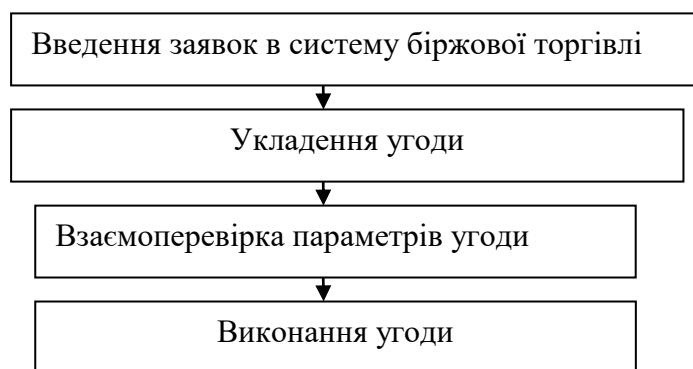 Введення заявок в систему біржової торгівлі
Укладення угоди
Взаємоперевірка параметрів угоди
Виконання угоди